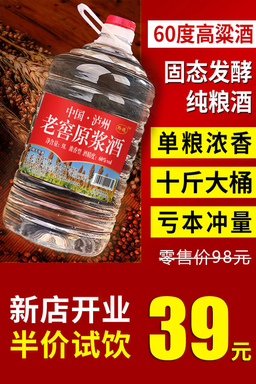 60度高粱酒
固态发酵
纯粮酒
单粮浓香
十斤大桶
亏本冲量
零售价98元
中国·泸州
老窖原浆酒
新店开业
半价试饮
39元